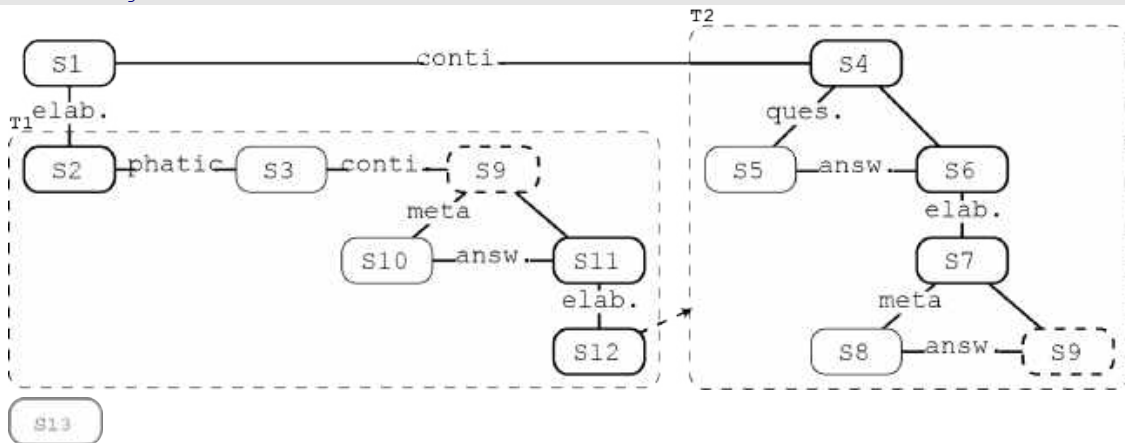 T2
S1 conti. S4
elab. ques.
T1
S2 phatic S3 conti. S9 S5 answ. S6
meta elab.
S10 answ. S11 S7
elab. meta
S12 S8 answ. S9
S13